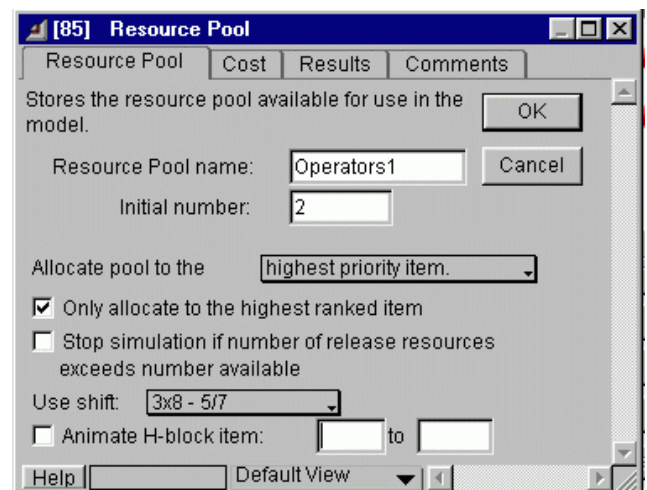 [85] Resource Pool
Resource Pool Cost Results Comments
Stores the resource pool available for use in the
model.
OK
Resource Pool name: Operators1 Cancel
Initial number: 2
Allocate pool to the highest priority item.
Only allocate to the highest ranked item
Stop simulation if number of release resources
exceeds number available
Use shift: 3x8 - 5/7
Animate H-block item: to
Help Default View